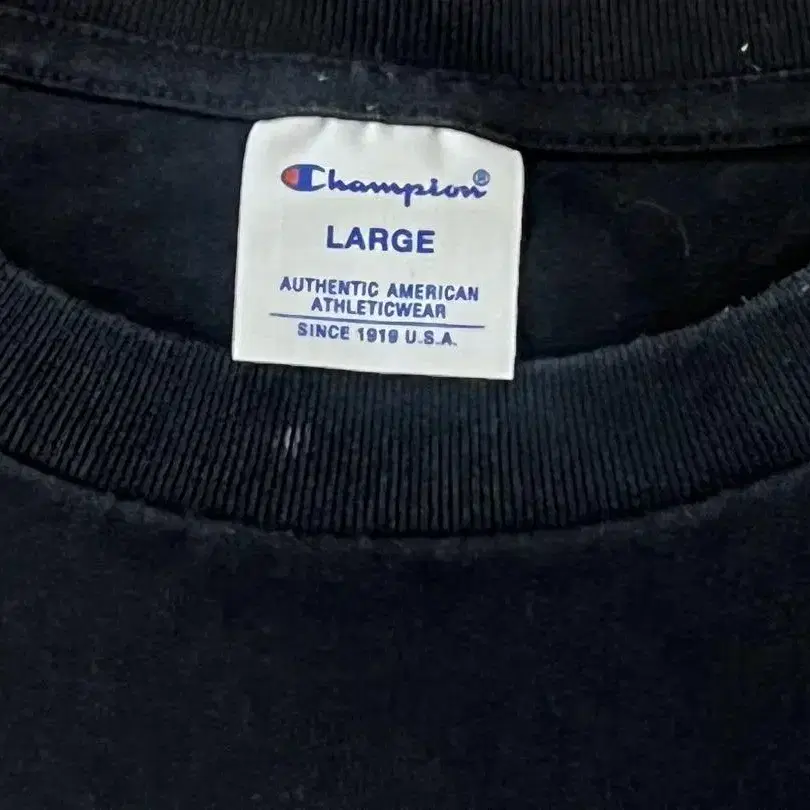 Champion®
LARGE
AUTHENTIC AMERICAN
ATHLETICWEAR
SINCE 1919 U.S.A.